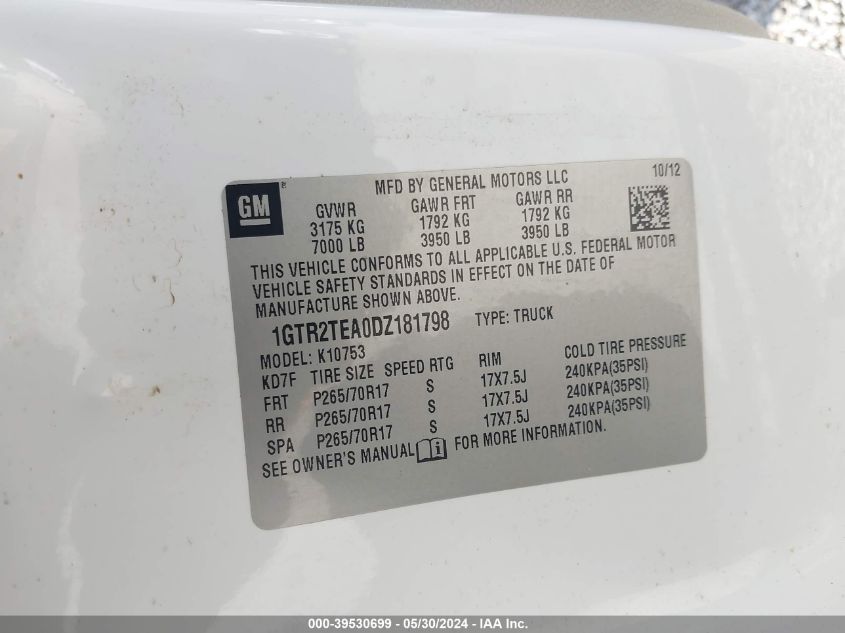 MFD BY GENERAL MOTORS LLC 10/12
GM ®
GVWR GAWR FRT GAWR RR
3175 KG 1792 KG 1792 KG
7000 LB 3950 LB 3950 LB
THIS VEHICLE CONFORMS TO ALL APPLICABLE U.S. FEDERAL MOTOR
VEHICLE SAFETY STANDARDS IN EFFECT ON THE DATE OF
MANUFACTURE SHOWN ABOVE.
1GTR2TEA0DZ181798 TYPE: TRUCK
MODEL: K10753
KD7F TIRE SIZE SPEED RTG RIM COLD TIRE PRESSURE
FRT P265/70R17 S 17X7.5J 240KPA(35PSI)
RR P265/70R17 S 17X7.5J 240KPA(35PSI)
SPA P265/70R17 S 17X7.5J 240KPA(35PSI)
SEE OWNER'S MANUAL i FOR MORE INFORMATION.
000-39530699 - 05/30/2024 - IAA Inc.